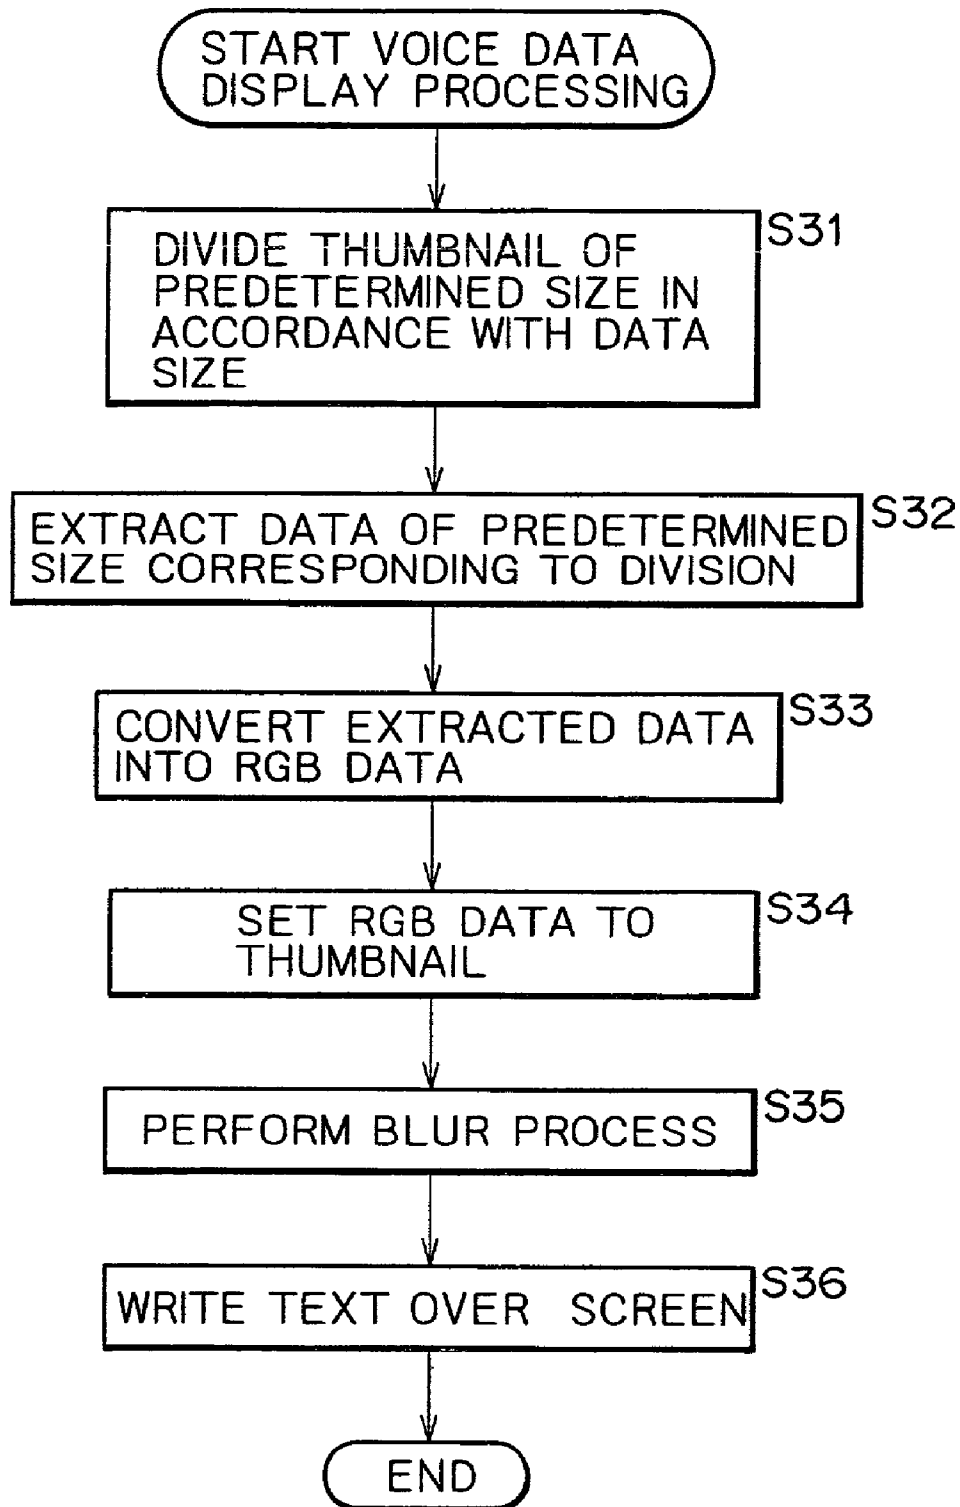 START VOICE DATA
DISPLAY PROCESSING
S31
DIVIDE THUMBNAIL OF
PREDETERMINED SIZE IN
ACCORDANCE WITH DATA
SIZE
S32
EXTRACT DATA OF PREDETERMINED
SIZE CORRESPONDING TO DIVISION
S33
CONVERT EXTRACTED DATA
INTO RGB DATA
S34
SET RGB DATA TO
THUMBNAIL
S35
PERFORM BLUR PROCESS
S36
WRITE TEXT OVER SCREEN
END